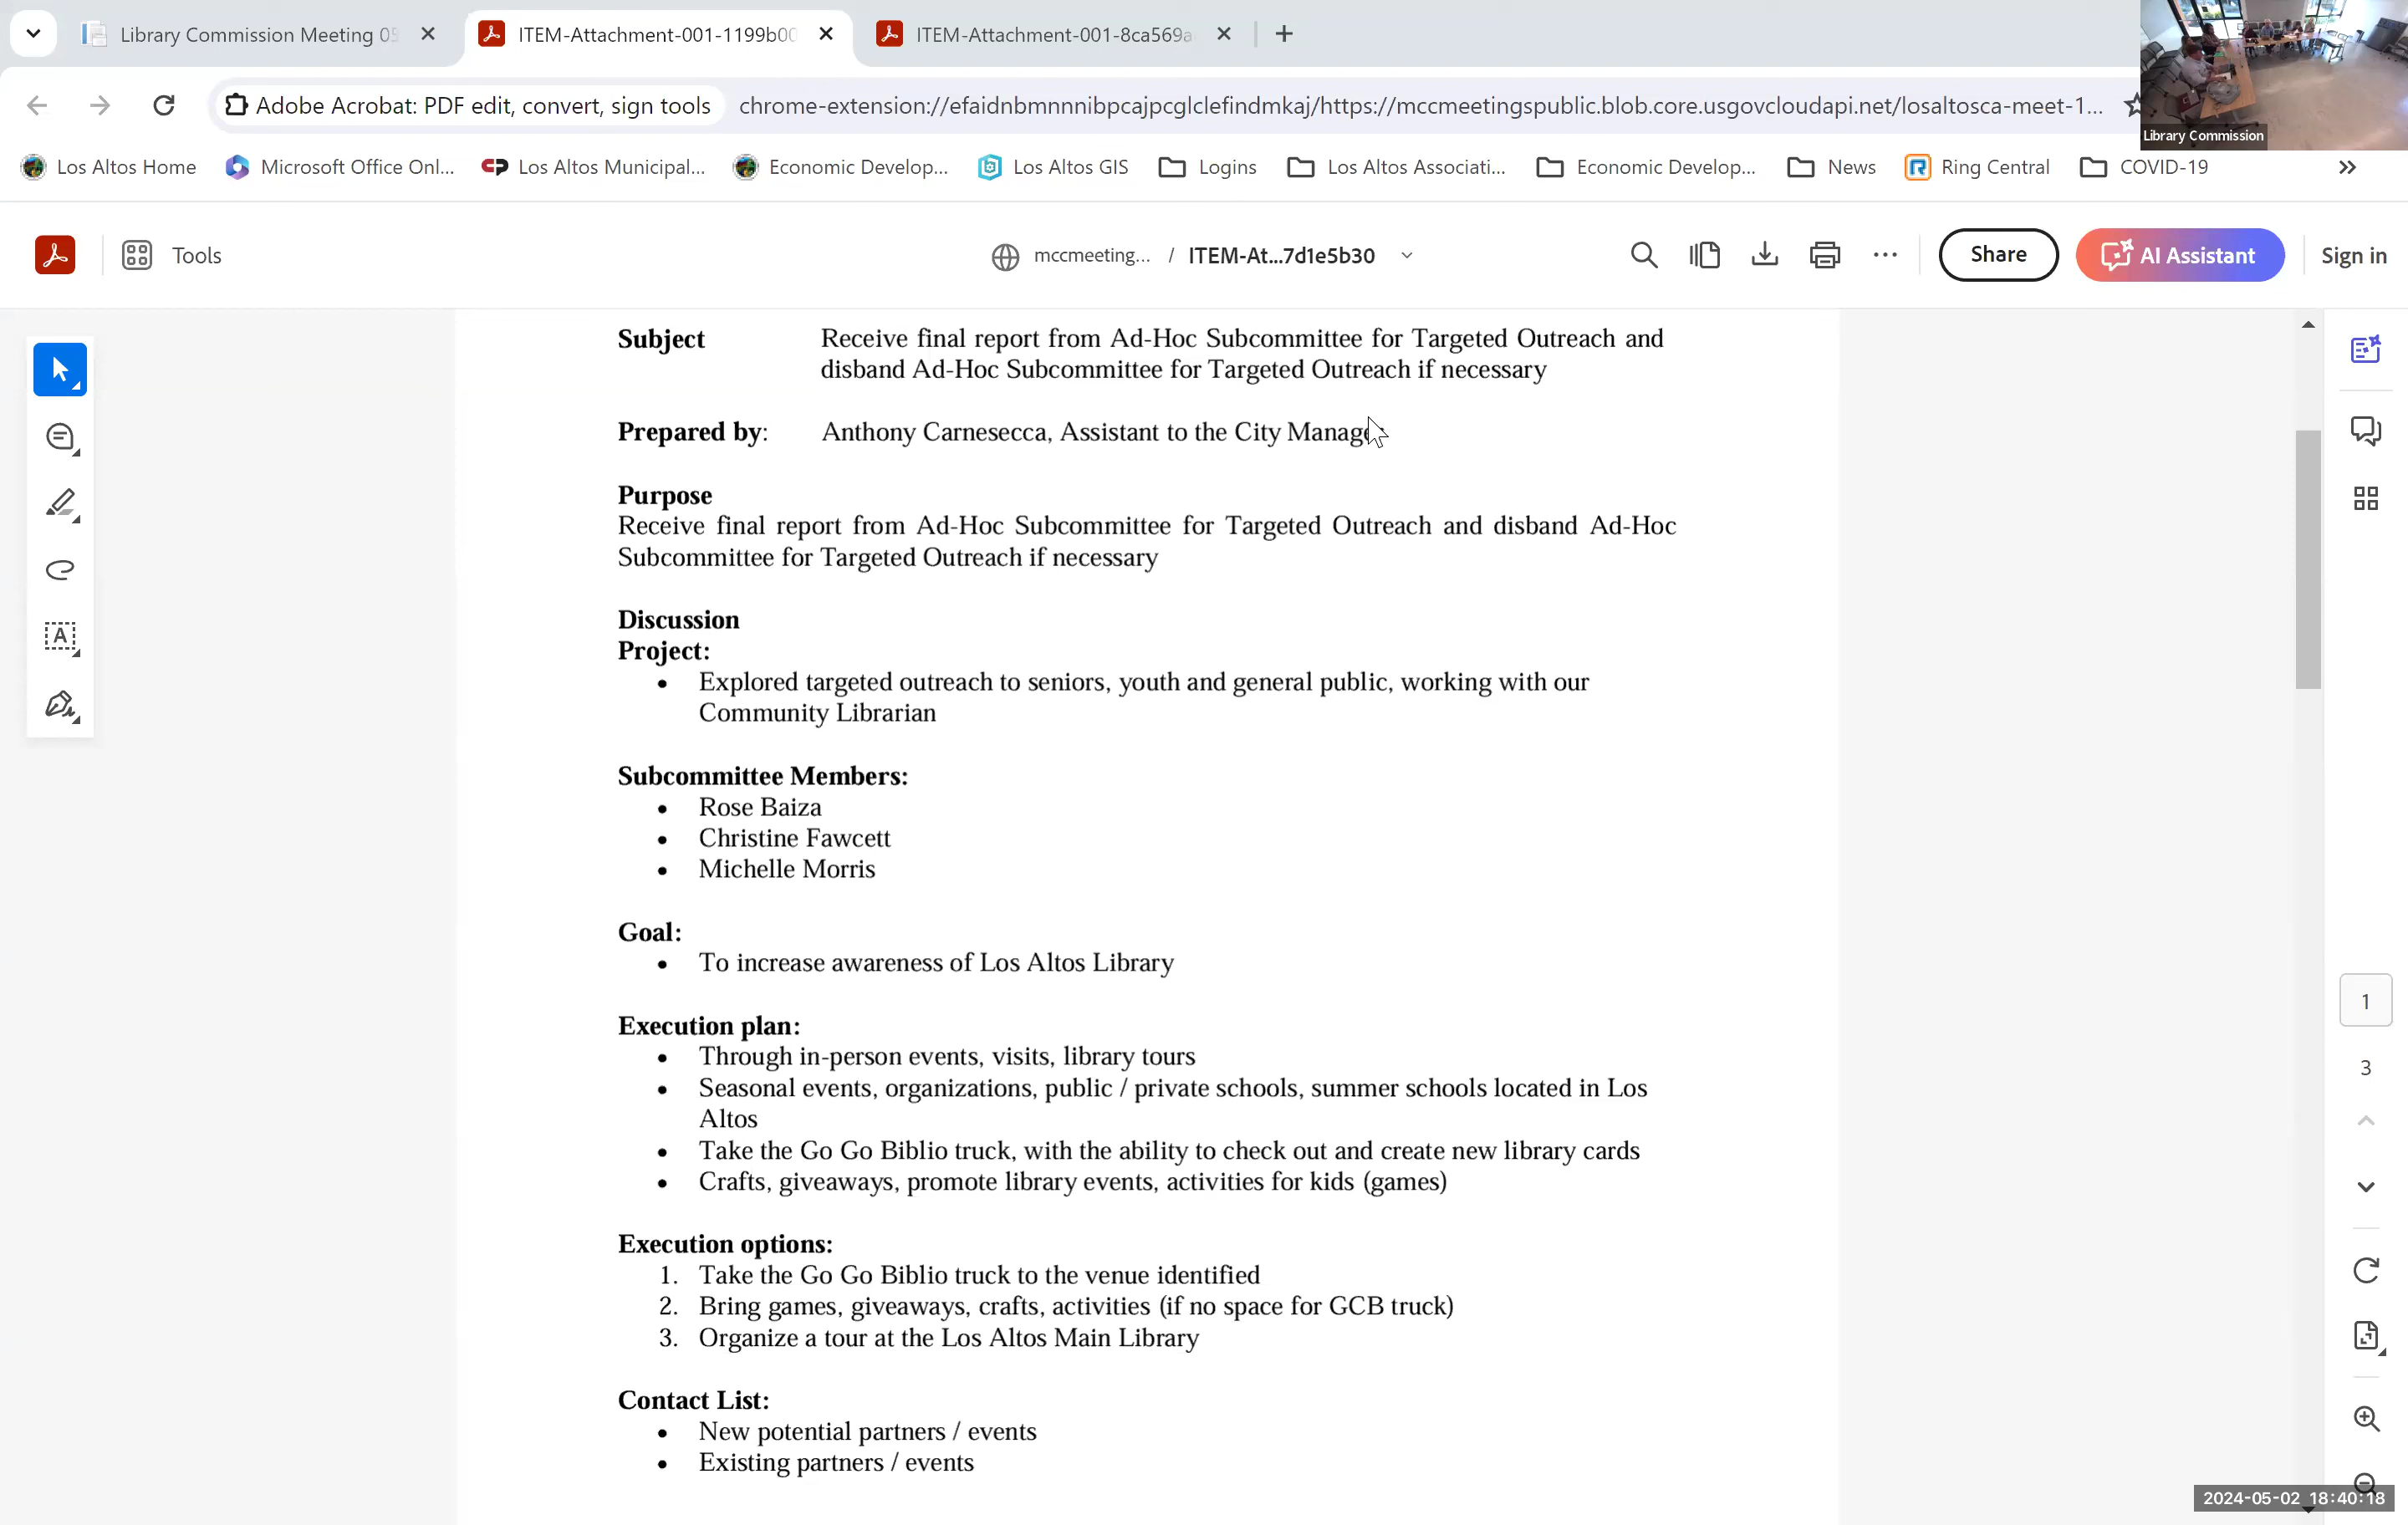 Library Commission Meeting 05
ITEM-Attachment-001-1199b00
ITEM-Attachment-001-8ca569a
Adobe Acrobat: PDF edit, convert, sign tools
chrome-extension://efaidnbmnnnibpcajpcglclefindmkaj/https://mccmeetingspublic.blob.core.usgovcloudapi.net/losaltosca-meet-1...
Library Commission
Los Altos Home
Microsoft Office Onl...
Los Altos Municipal...
Economic Develop...
Los Altos GIS
Logins
Los Altos Associati...
Economic Develop...
News
Ring Central
COVID-19
Tools
mccmeeting... / ITEM-At...7d1e5b30
Share
AI Assistant
Sign in
Subject Receive final report from Ad-Hoc Subcommittee for Targeted Outreach and
disband Ad-Hoc Subcommittee for Targeted Outreach if necessary
Prepared by: Anthony Carnesecca, Assistant to the City Manager
Purpose
Receive final report from Ad-Hoc Subcommittee for Targeted Outreach and disband Ad-Hoc
Subcommittee for Targeted Outreach if necessary
Discussion
Project:
• Explored targeted outreach to seniors, youth and general public, working with our
Community Librarian
Subcommittee Members:
• Rose Baiza
• Christine Fawcett
• Michelle Morris
Goal:
• To increase awareness of Los Altos Library
Execution plan:
• Through in-person events, visits, library tours
• Seasonal events, organizations, public / private schools, summer schools located in Los
Altos
• Take the Go Go Biblio truck, with the ability to check out and create new library cards
• Crafts, giveaways, promote library events, activities for kids (games)
Execution options:
1. Take the Go Go Biblio truck to the venue identified
2. Bring games, giveaways, crafts, activities (if no space for GCB truck)
3. Organize a tour at the Los Altos Main Library
Contact List:
• New potential partners / events
• Existing partners / events
1
3
2024-05-02 18:40:18